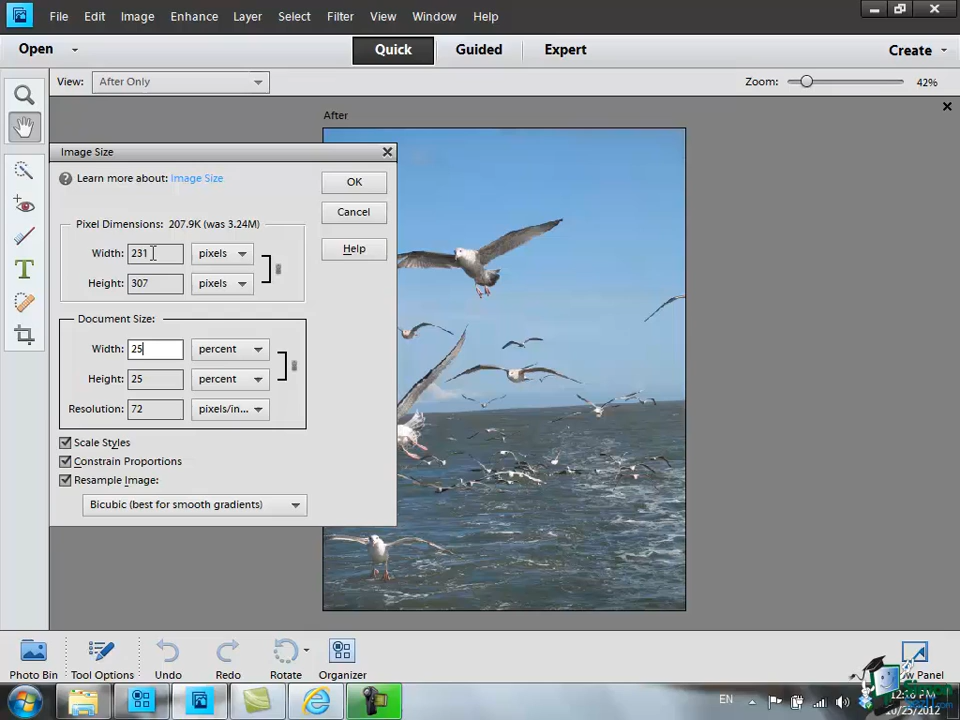 File Edit Image Enhance Layer Select Filter View Window Help
Open Quick Guided Expert Create
View: After Only Zoom: 42%
After
Image Size
Learn more about: Image Size
OK
Pixel Dimensions: 207.9K (was 3.24M)
Cancel
Width: 231 pixels
Help
Height: 307 pixels
Document Size:
Width: 25 percent
Height: 25 percent
Resolution: 72 pixels/in...
Scale Styles
Constrain Proportions
Resample Image:
Bicubic (best for smooth gradients)
Photo Bin Tool Options Undo Redo Rotate Organizer Panel
EN
10/25/2012